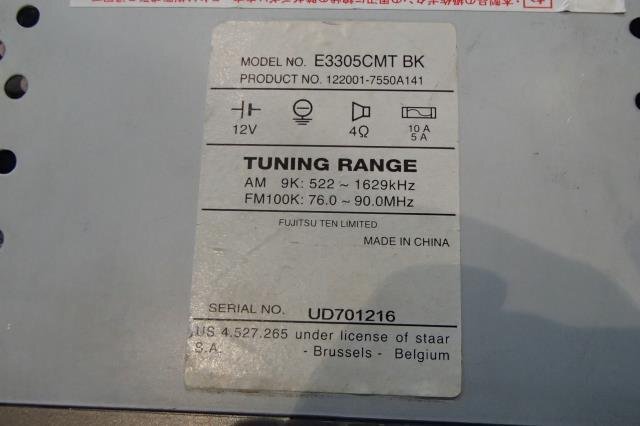 MODEL NO. E3305CMT BK
PRODUCT NO. 122001-7550A141
12V 4Ω 10 A
5 A
TUNING RANGE
AM 9K: 522 ~ 1629kHz
FM100K: 76.0 ~ 90.0MHz
FUJITSU TEN LIMITED
MADE IN CHINA
SERIAL NO. UD701216
US 4.527.265 under license of staar
S.A. - Brussels - Belgium